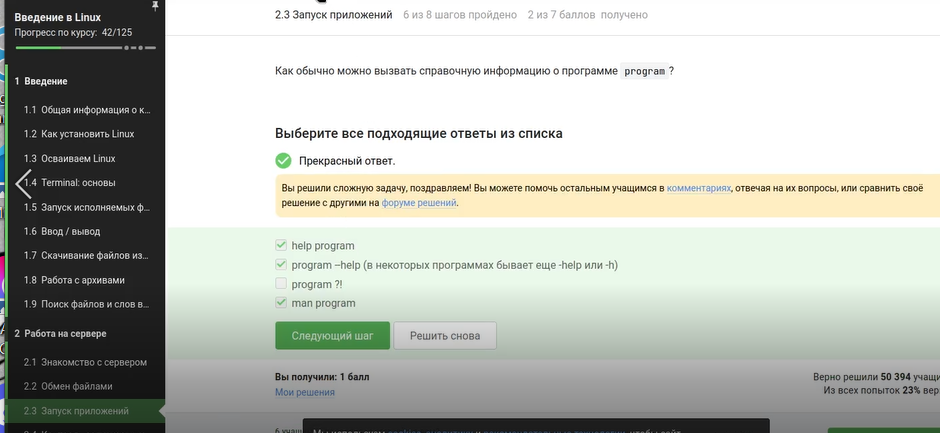 Введение в Linux
Прогресс по курсу: 42/125
1 Введение
1.1 Общая информация о к...
1.2 Как установить Linux
1.3 Осваиваем Linux
1.4 Terminal: основы
1.5 Запуск исполняемых ф...
1.6 Ввод / вывод
1.7 Скачивание файлов из...
1.8 Работа с архивами
1.9 Поиск файлов и слов в...
2 Работа на сервере
2.1 Знакомство с сервером
2.2 Обмен файлами
2.3 Запуск приложений
2.3 Запуск приложений 6 из 8 шагов пройдено 2 из 7 баллов получено
Как обычно можно вызвать справочную информацию о программе program ?
Выберите все подходящие ответы из списка
Прекрасный ответ.
Вы решили сложную задачу, поздравляем! Вы можете помочь остальным учащимся в комментариях, отвечая на их вопросы, или сравнить своё
решение с другими на форуме решений.
help program
program –help (в некоторых программах бывает еще -help или -h)
program ?!
man program
Следующий шаг
Решить снова
Вы получили: 1 балл
Мои решения
Верно решили 50 394 учащи
Из всех попыток 23% вер